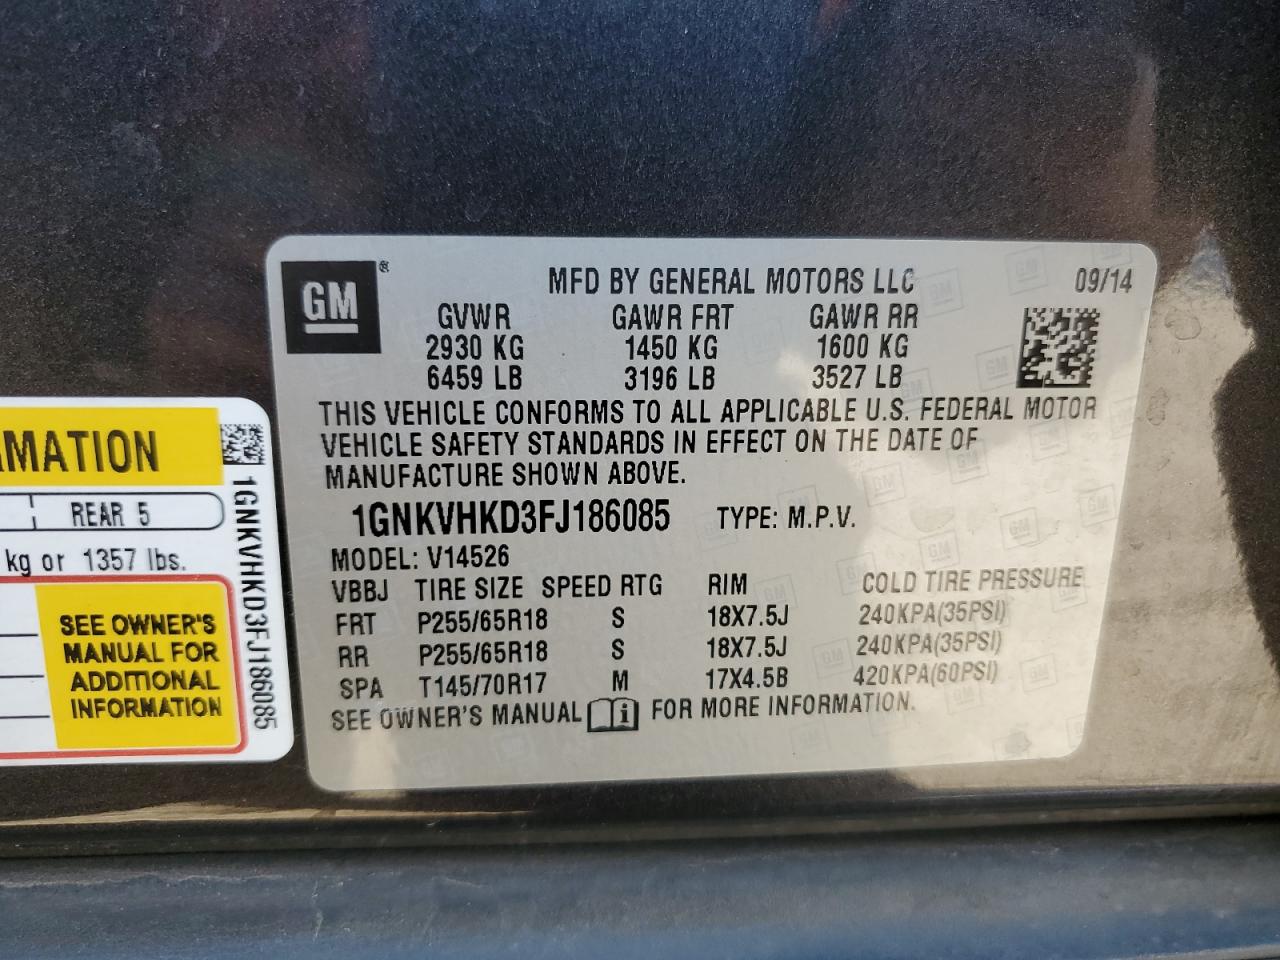 GM ®
MFD BY GENERAL MOTORS LLC 09/14
GVWR GAWR FRT GAWR RR
2930 KG 1450 KG 1600 KG
6459 LB 3196 LB 3527 LB
THIS VEHICLE CONFORMS TO ALL APPLICABLE U.S. FEDERAL MOTOR
VEHICLE SAFETY STANDARDS IN EFFECT ON THE DATE OF
MANUFACTURE SHOWN ABOVE.
1GNKVHKD3FJ186085 TYPE: M.P.V.
MODEL: V14526
VBBJ TIRE SIZE SPEED RTG RIM COLD TIRE PRESSURE
FRT P255/65R18 S 18X7.5J 240KPA(35PSI)
RR P255/65R18 S 18X7.5J 240KPA(35PSI)
SPA T145/70R17 M 17X4.5B 420KPA(60PSI)
SEE OWNER'S MANUAL i FOR MORE INFORMATION.
MATION
REAR 5
kg or 1357 lbs.
SEE OWNER'S
MANUAL FOR
ADDITIONAL
INFORMATION
1GNKVHKD3FJ186085